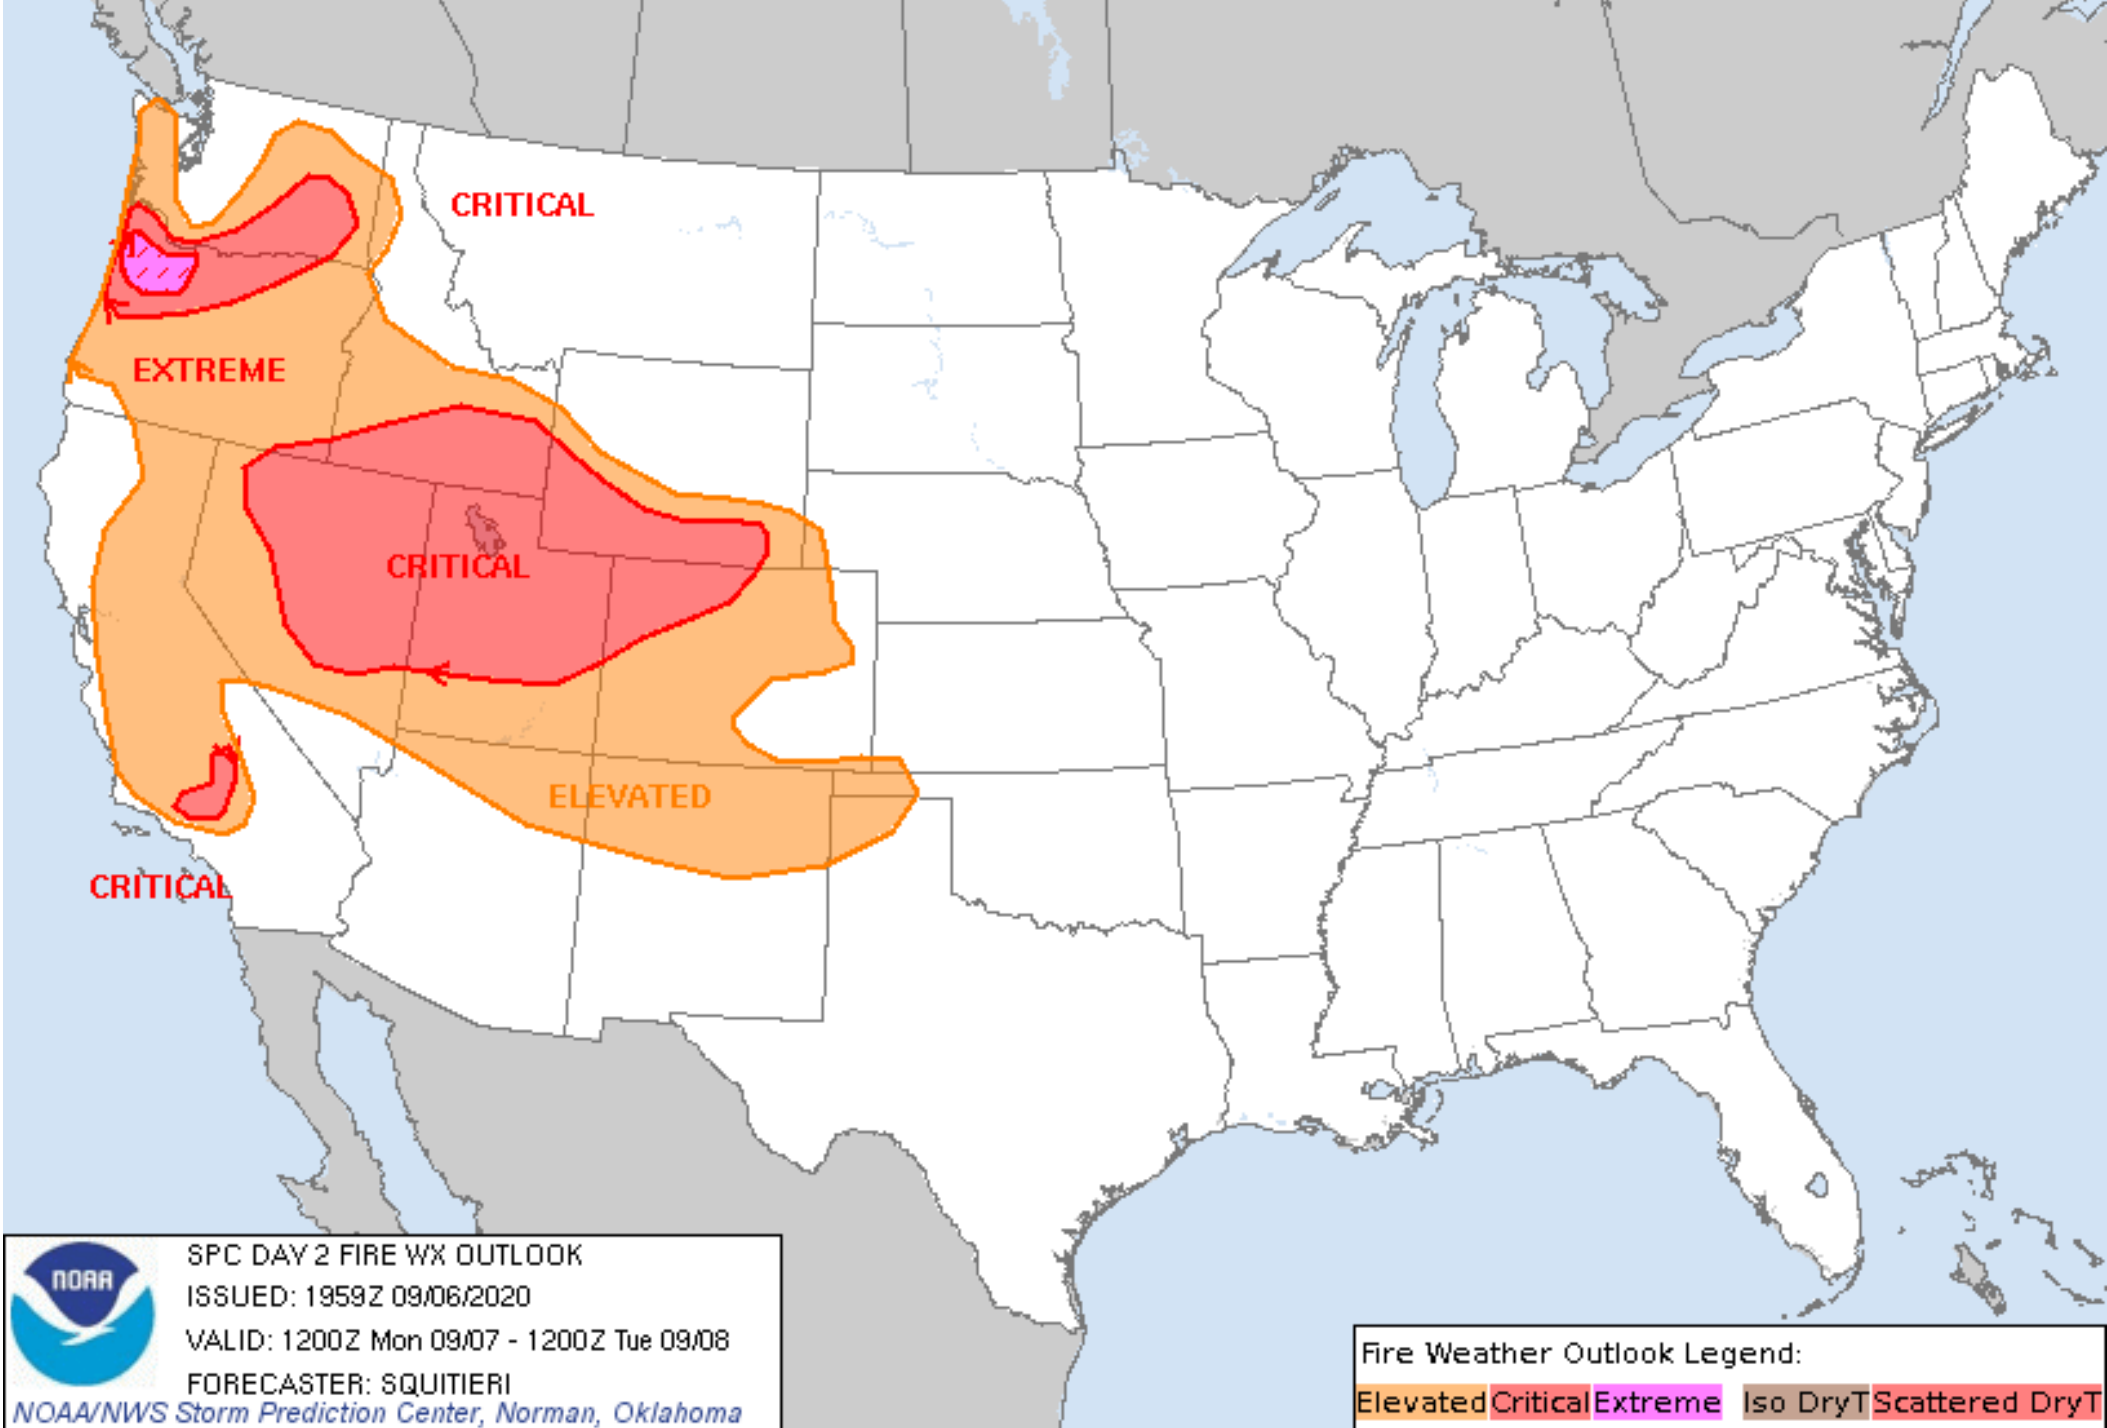 CRITICAL
EXTREME
CRITICAL
ELEVATED
CRITICAL
NOAA
SPC DAY 2 FIRE WX OUTLOOK
ISSUED: 1959Z 09/06/2020
VALID: 1200Z Mon 09/07 - 1200Z Tue 09/08
FORECASTER: SQUITIERI
NOAA/NWS Storm Prediction Center, Norman, Oklahoma
Fire Weather Outlook Legend:
Elevated Critical Extreme Iso DryT Scattered DryT